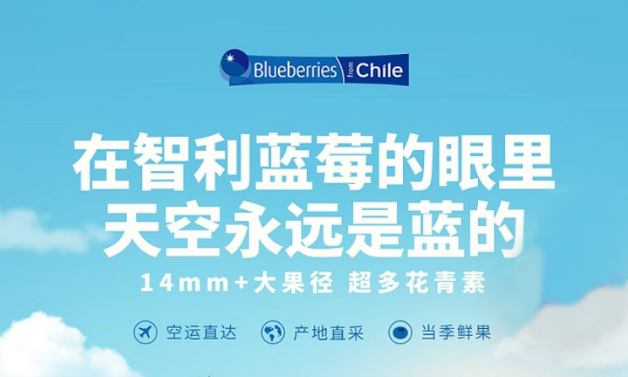 Blueberries from Chile
在智利蓝莓的眼里
天空永远是蓝的
14mm+大果径 超多花青素
空运直达 产地直采 当季鲜果